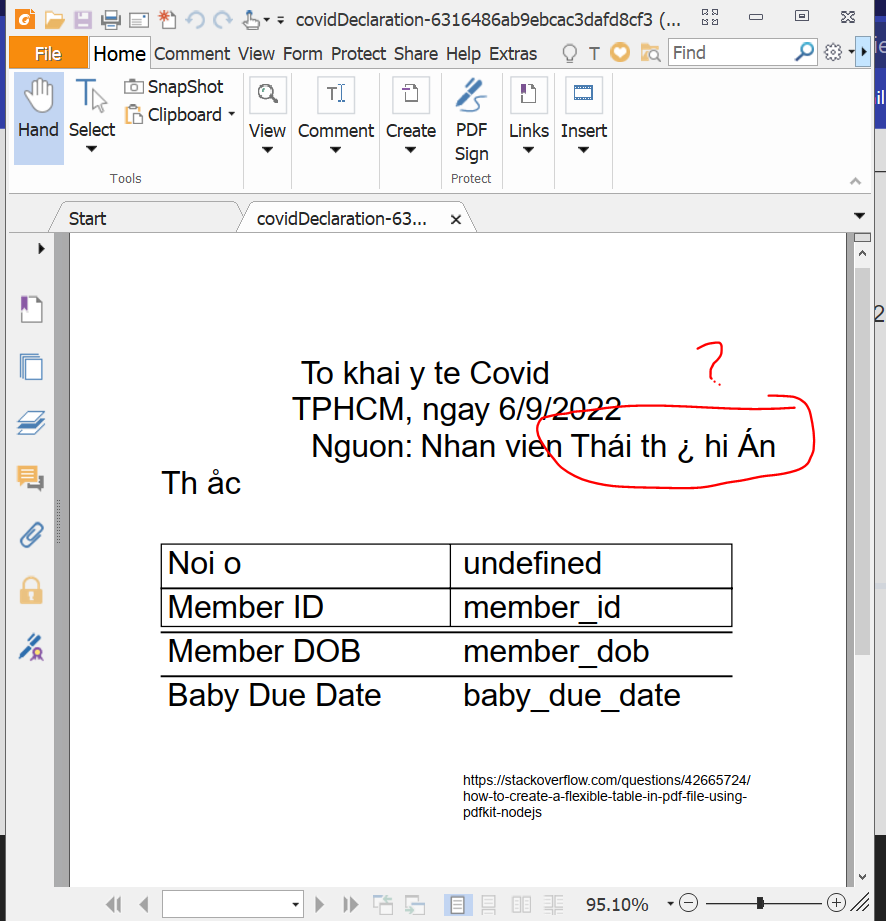 covidDeclaration-6316486ab9ebcac3dafd8cf3 (...
File Home Comment View Form Protect Share Help Extras Find
Hand Select SnapShot Clipboard View Comment Create PDF Sign Links Insert
Tools Protect
Start covidDeclaration-63...
?
To khai y te Covid
TPHCM, ngay 6/9/2022
Nguon: Nhan vien Thái th ¿ hi Án
Th åc
Noi o undefined
Member ID member_id
Member DOB member_dob
Baby Due Date baby_due_date
https://stackoverflow.com/questions/42665724/
how-to-create-a-flexible-table-in-pdf-file-using-
pdfkit-nodejs
95.10%